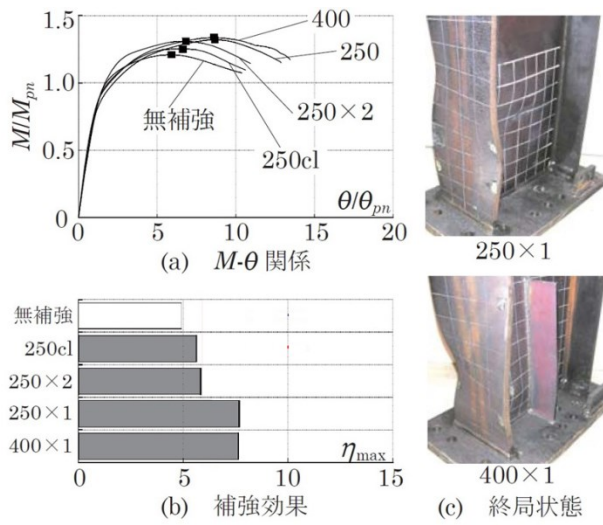 1.5
1.0
0.5
0
M/Mpn
400
250
250×2
250cl
無補強
θ/θpn
0 5 10 15 20
(a) M-θ 関係
250×1
無補強
250cl
250×2
250×1
400×1
ηmax
0 5 10 15
(b) 補強効果
400×1
(c) 終局状態